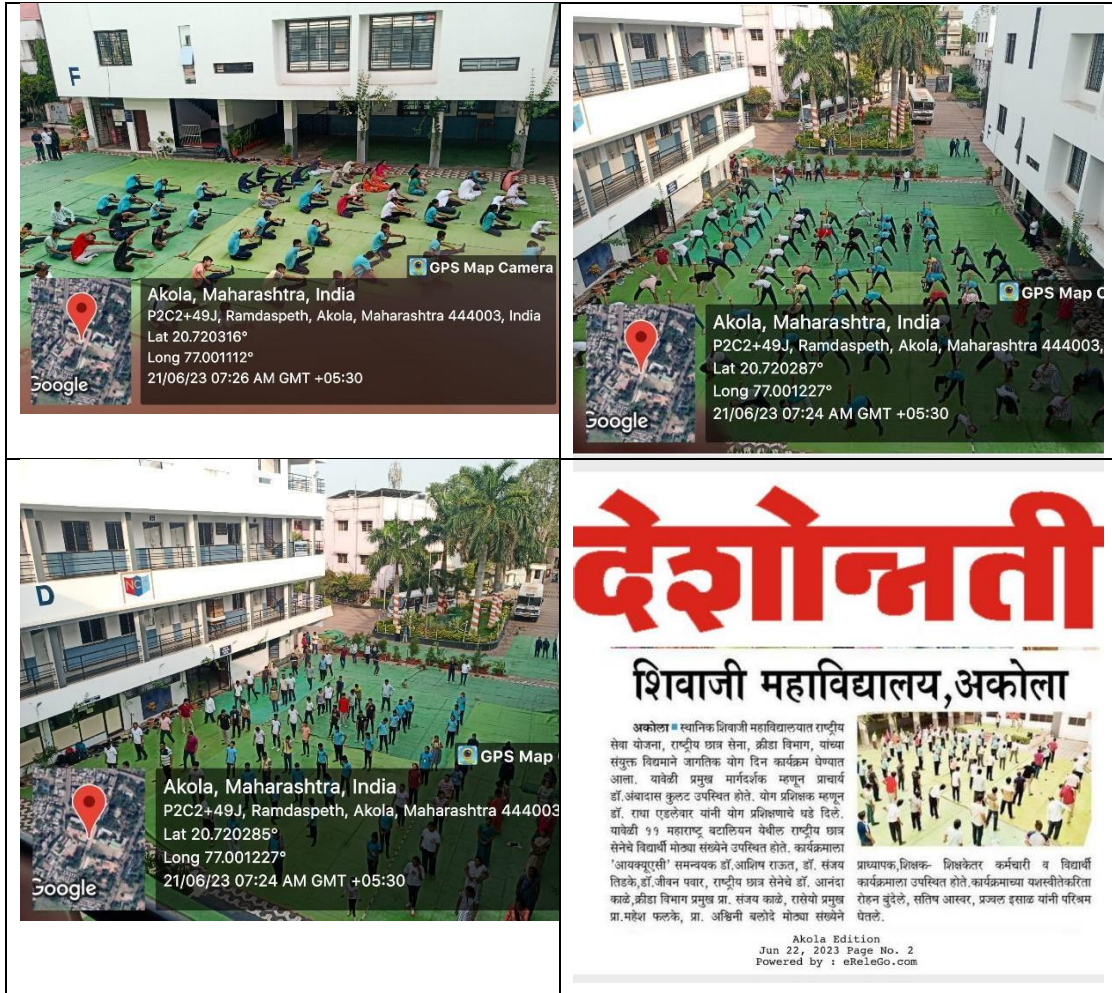 F
GPS Map Camera
Akola, Maharashtra, India
P2C2+49J, Ramdaspeth, Akola, Maharashtra 444003, India
Lat 20.720316°
Long 77.001112°
21/06/23 07:26 AM GMT +05:30
Google
GPS Map C
Akola, Maharashtra, India
P2C2+49J, Ramdaspeth, Akola, Maharashtra 444003,
Lat 20.720287°
Long 77.001227°
21/06/23 07:24 AM GMT +05:30
Google
D
NC
GPS Map
Akola, Maharashtra, India
P2C2+49J, Ramdaspeth, Akola, Maharashtra 444003
Lat 20.720285°
Long 77.001227°
21/06/23 07:24 AM GMT +05:30
Google
देशोन्नती
शिवाजी महाविद्यालय,अकोला
अकोला ■ स्थानिक शिवाजी महाविद्यालयात राष्ट्रीय
सेवा योजना, राष्ट्रीय छात्र सेना, क्रीडा विभाग, यांच्या
संयुक्त विद्यमाने जागतिक योग दिन कार्यक्रम घेण्यात
आला. यावेळी प्रमुख मार्गदर्शक म्हणून प्राचार्य
डॉ.अंबादास कुलट उपस्थित होते. योग प्रशिक्षक म्हणून
डॉ. राधा एडलेवार यांनी योग प्रशिक्षणाचे धडे दिले.
यावेळी ११ महाराष्ट्र बटालियन येथील राष्ट्रीय छात्र
सेनेचे विद्यार्थी मोठ्या संख्येने उपस्थित होते. कार्यक्रमाला
'आयक्यूएसी' समन्वयक डॉ.आशिष राऊत, डॉ. संजय
तिडके,डॉ.जीवन पवार, राष्ट्रीय छात्र सेनेचे डॉ. आनंदा
काळे,क्रीडा विभाग प्रमुख प्रा. संजय काळे, रासेयो प्रमुख
प्रा.महेश फलके, प्रा. अश्विनी बलोदे मोठ्या संख्येने
प्राध्यापक,शिक्षक- शिक्षकेतर कर्मचारी व विद्यार्थी
कार्यक्रमाला उपस्थित होते.कार्यक्रमाच्या यशस्वीतेकरिता
रोहन बुंदेले, सतिष आस्वर, प्रज्वल इसाळ यांनी परिश्रम
घेतले.
Akola Edition
Jun 22, 2023 Page No. 2
Powered by : eReleGo.com